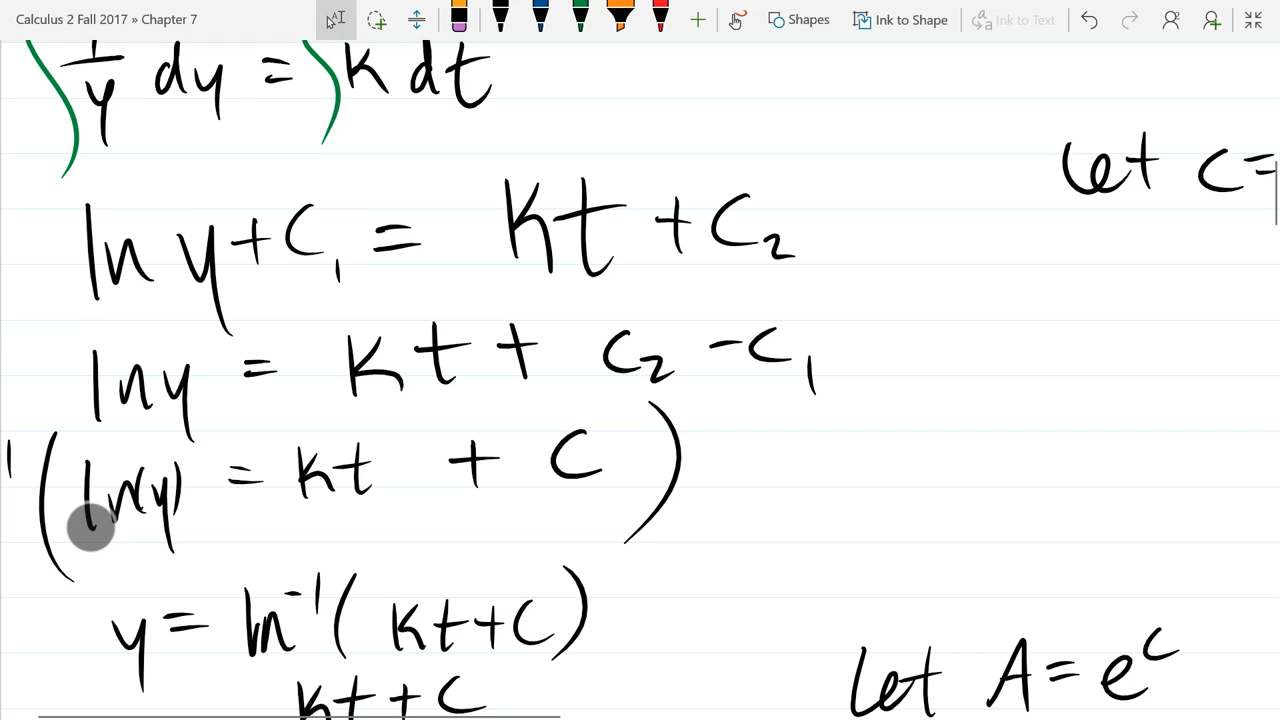 Calculus 2 Fall 2017 » Chapter 7
Shapes
Ink to Shape
Ink to Text
∫ 1/y dy = ∫ k dt
let c =
ln y + C₁ = kt + C₂
ln y = kt + C₂ - C₁
( ln(y) = kt + C )
y = ln⁻¹( kt + C )
kt + C
let A = e^c